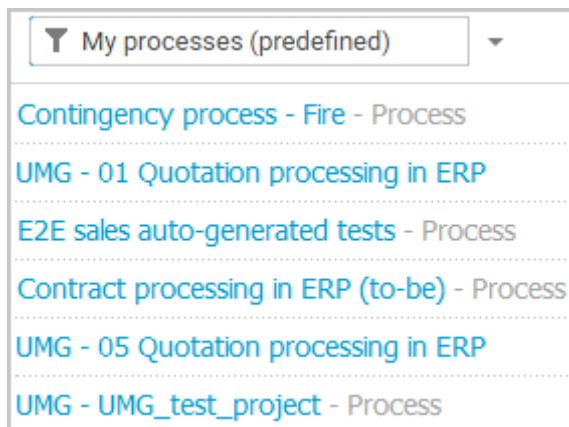 My processes (predefined)
Contingency process - Fire - Process
UMG - 01 Quotation processing in ERP
E2E sales auto-generated tests - Process
Contract processing in ERP (to-be) - Process
UMG - 05 Quotation processing in ERP
UMG - UMG_test_project - Process